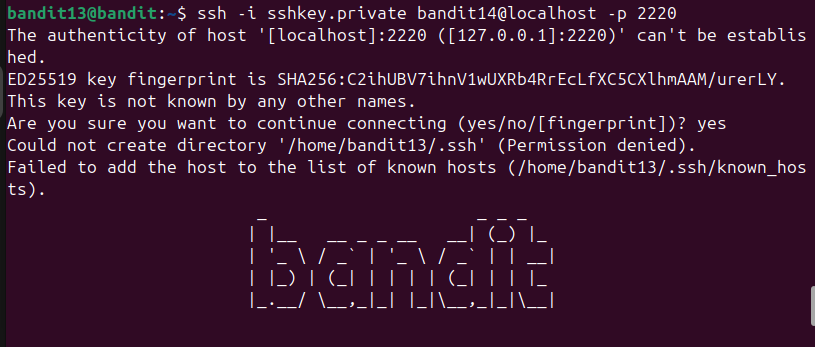 bandit13@bandit:~$ ssh -i sshkey.private bandit14@localhost -p 2220
The authenticity of host '[localhost]:2220 ([127.0.0.1]:2220)' can't be establis
hed.
ED25519 key fingerprint is SHA256:C2ihUBV7ihnV1wUXRb4RrEcLfXC5CXlhmAAM/urerLY.
This key is not known by any other names.
Are you sure you want to continue connecting (yes/no/[fingerprint])? yes
Could not create directory '/home/bandit13/.ssh' (Permission denied).
Failed to add the host to the list of known hosts (/home/bandit13/.ssh/known_hos
ts).
                         _                     _ _ _
                        | |__   __ _ _ __   __| (_) |_
                        | '_ \ / _` | '_ \ / _` | | __|
                        | |_) | (_| | | | | (_| | | |_
                        |_.__/ \__,_|_| |_|\__,_|_|\__|